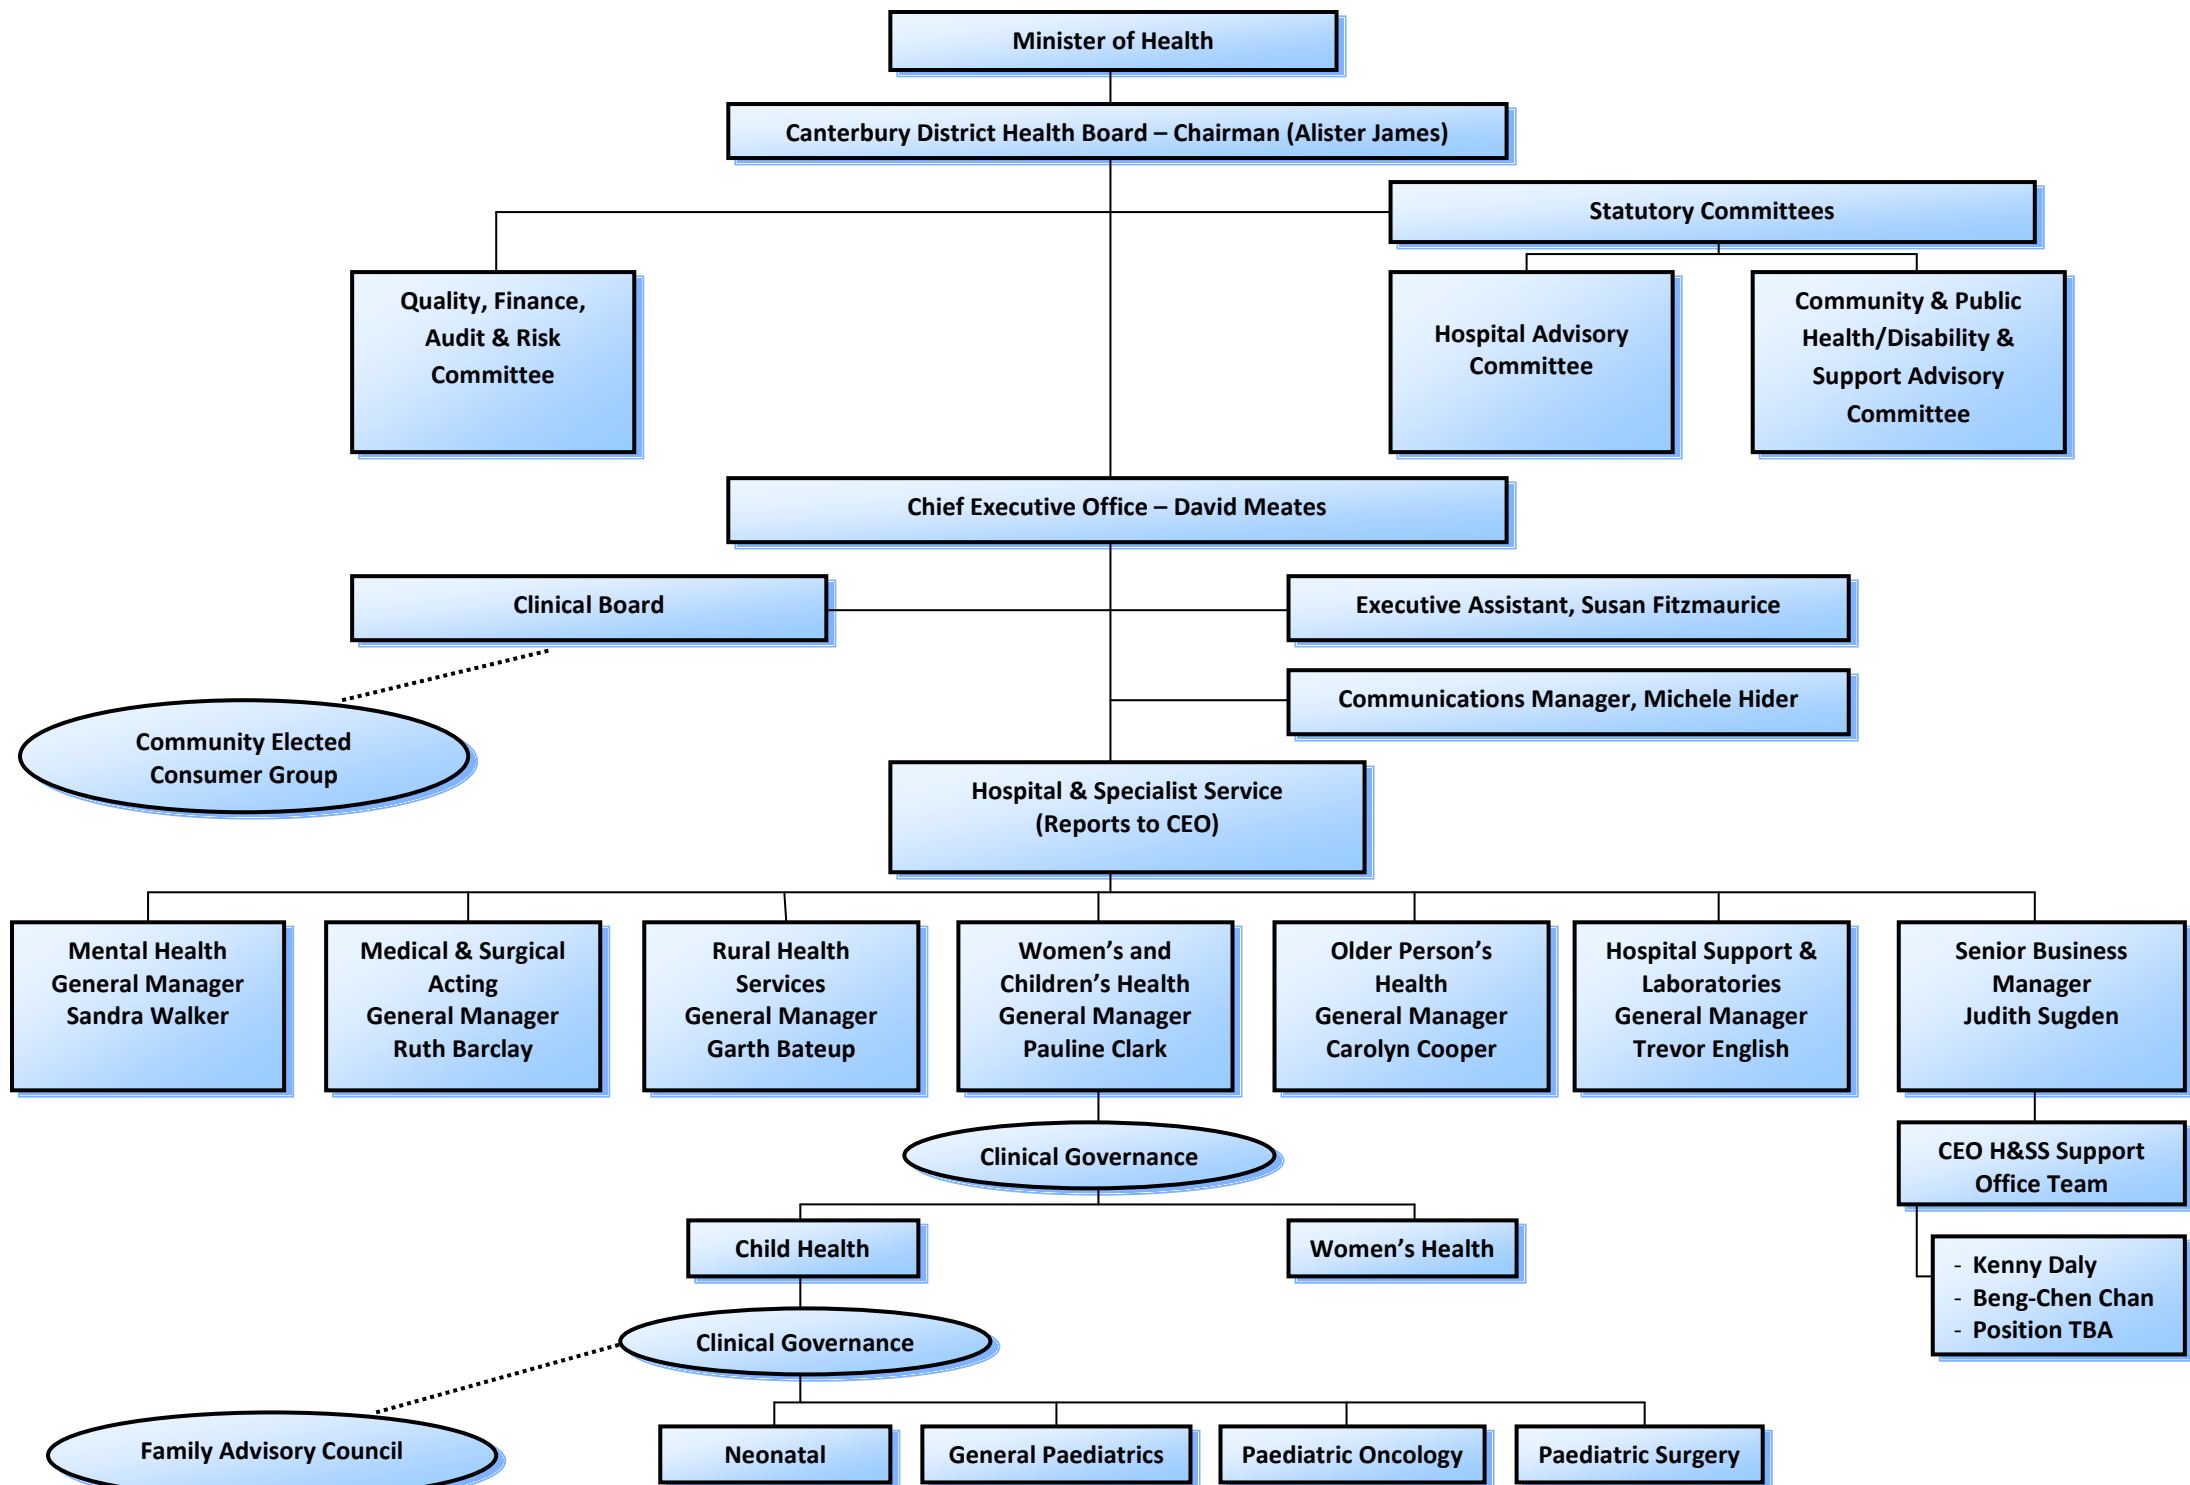 Minister of Health
Canterbury District Health Board – Chairman (Alister James)
Statutory Committees
Quality, Finance,
Audit & Risk
Committee
Hospital Advisory
Committee
Community & Public
Health/Disability &
Support Advisory
Committee
Chief Executive Office – David Meates
Clinical Board
Executive Assistant, Susan Fitzmaurice
Communications Manager, Michele Hider
Community Elected
Consumer Group
Hospital & Specialist Service
(Reports to CEO)
Mental Health
General Manager
Sandra Walker
Medical & Surgical
Acting
General Manager
Ruth Barclay
Rural Health
Services
General Manager
Garth Bateup
Women’s and
Children’s Health
General Manager
Pauline Clark
Older Person’s
Health
General Manager
Carolyn Cooper
Hospital Support &
Laboratories
General Manager
Trevor English
Senior Business
Manager
Judith Sugden
Clinical Governance
CEO H&SS Support
Office Team
Child Health
Women’s Health
- Kenny Daly
- Beng-Chen Chan
- Position TBA
Clinical Governance
Family Advisory Council
Neonatal
General Paediatrics
Paediatric Oncology
Paediatric Surgery